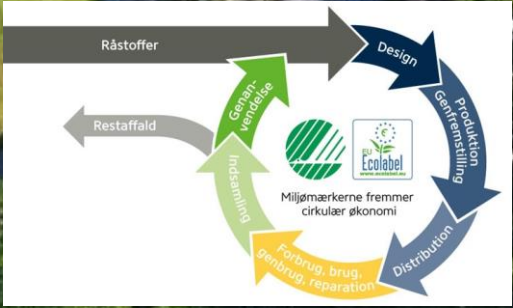 Råstoffer
Design
Produktion
Genfremstilling
Distribution
Forbrug, brug,
genbrug, reparation
Indsamling
Genan-
vendelse
Restaffald
EU
Ecolabel
www.ecolabel.eu
Miljømærkerne fremmer
cirkulær økonomi